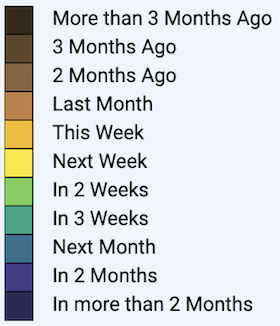 More than 3 Months Ago
3 Months Ago
2 Months Ago
Last Month
This Week
Next Week
In 2 Weeks
In 3 Weeks
Next Month
In 2 Months
In more than 2 Months